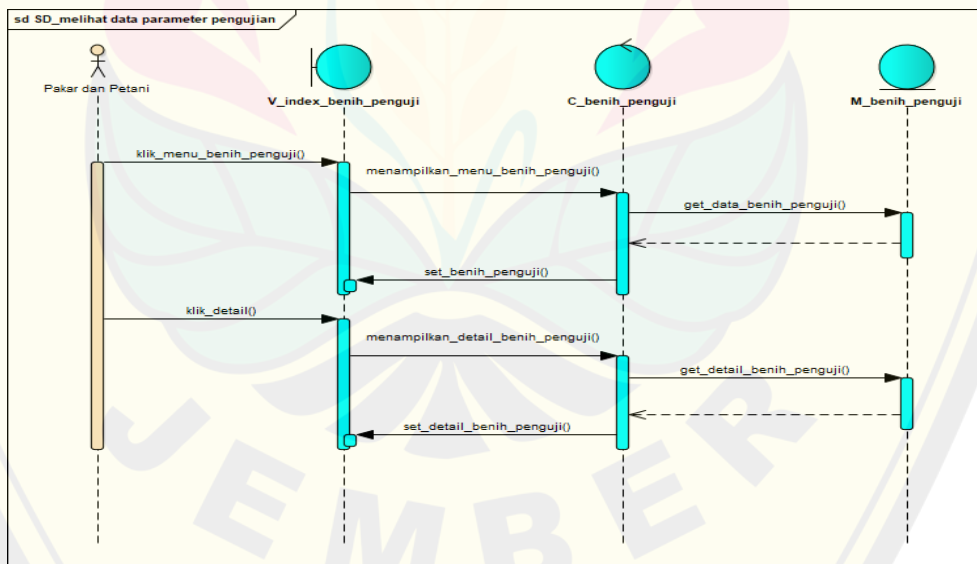 sd SD_melihat data parameter pengujian
Pakar dan Petani
V_index_benih_penguji
C_benih_penguji
M_benih_penguji
klik_menu_benih_penguji()
menampilkan_menu_benih_penguji()
get_data_benih_penguji()
set_benih_penguji()
klik_detail()
menampilkan_detail_benih_penguji()
get_detail_benih_penguji()
set_detail_benih_penguji()
JEMBER